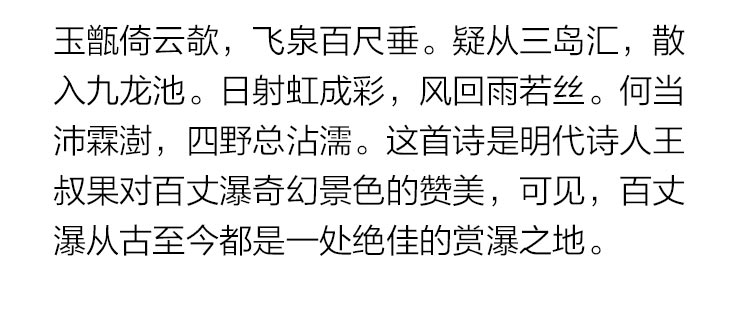 玉甑倚云欹，飞泉百尺垂。疑从三岛汇，散
入九龙池。日射虹成彩，风回雨若丝。何当
沛霖澍，四野总沾濡。这首诗是明代诗人王
叔果对百丈瀑奇幻景色的赞美，可见，百丈
瀑从古至今都是一处绝佳的赏瀑之地。